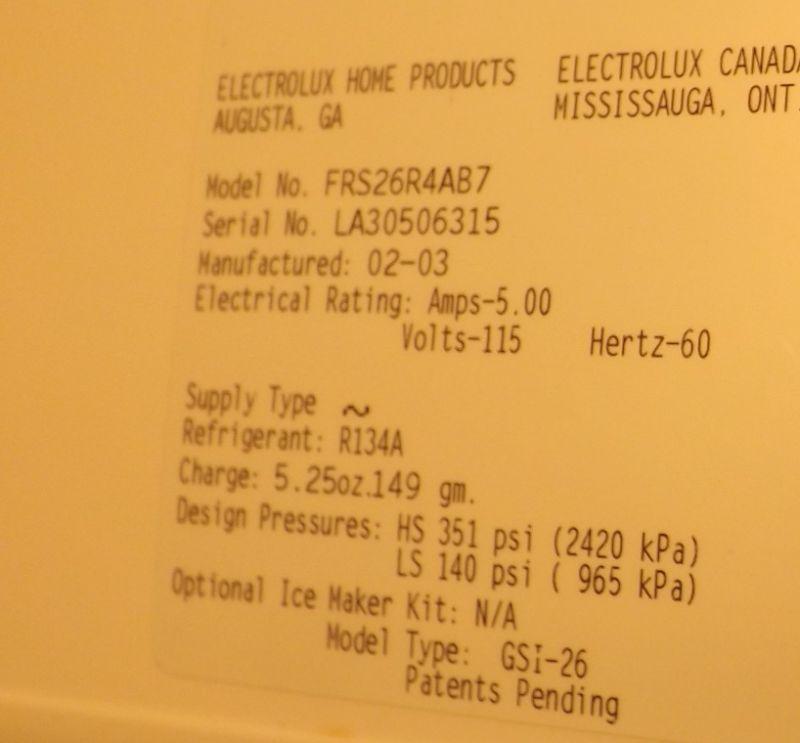 ELECTROLUX HOME PRODUCTS ELECTROLUX CANADA
AUGUSTA, GA MISSISSAUGA, ONT.
Model No. FRS26R4AB7
Serial No. LA30506315
Manufactured: 02-03
Electrical Rating: Amps-5.00
Volts-115 Hertz-60
Supply Type ~
Refrigerant: R134A
Charge: 5.25oz.149 gm.
Design Pressures: HS 351 psi (2420 kPa)
LS 140 psi ( 965 kPa)
Optional Ice Maker Kit: N/A
Model Type: GSI-26
Patents Pending